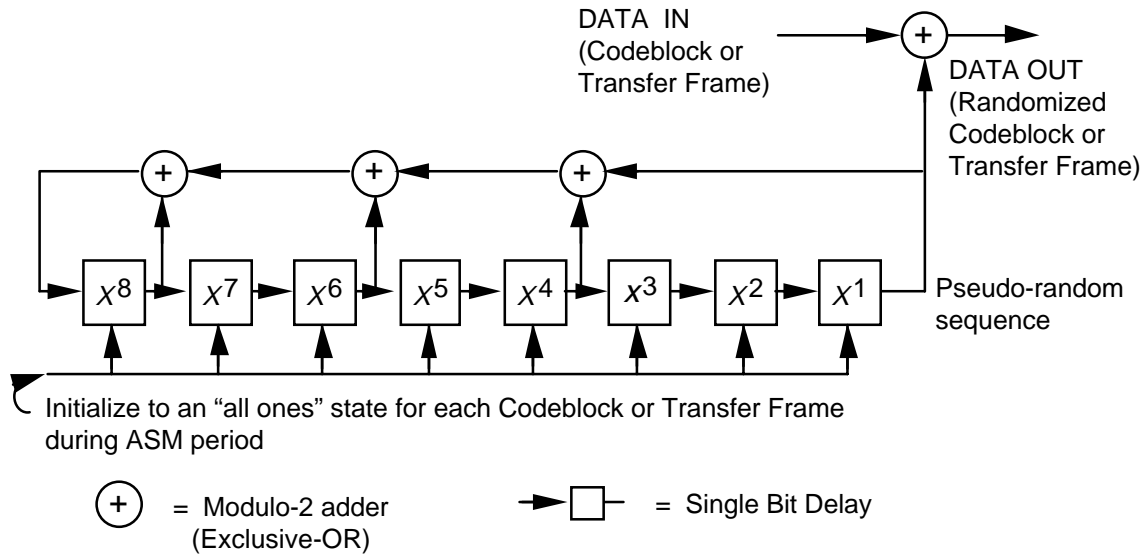 DATA IN
(Codeblock or
Transfer Frame)
+
DATA OUT
(Randomized
Codeblock or
Transfer Frame)
+ + +
X8 X7 X6 X5 X4 x3 X2 X1
Pseudo-random
sequence
Initialize to an “all ones” state for each Codeblock or Transfer Frame
during ASM period
+ = Modulo-2 adder
(Exclusive-OR)
= Single Bit Delay